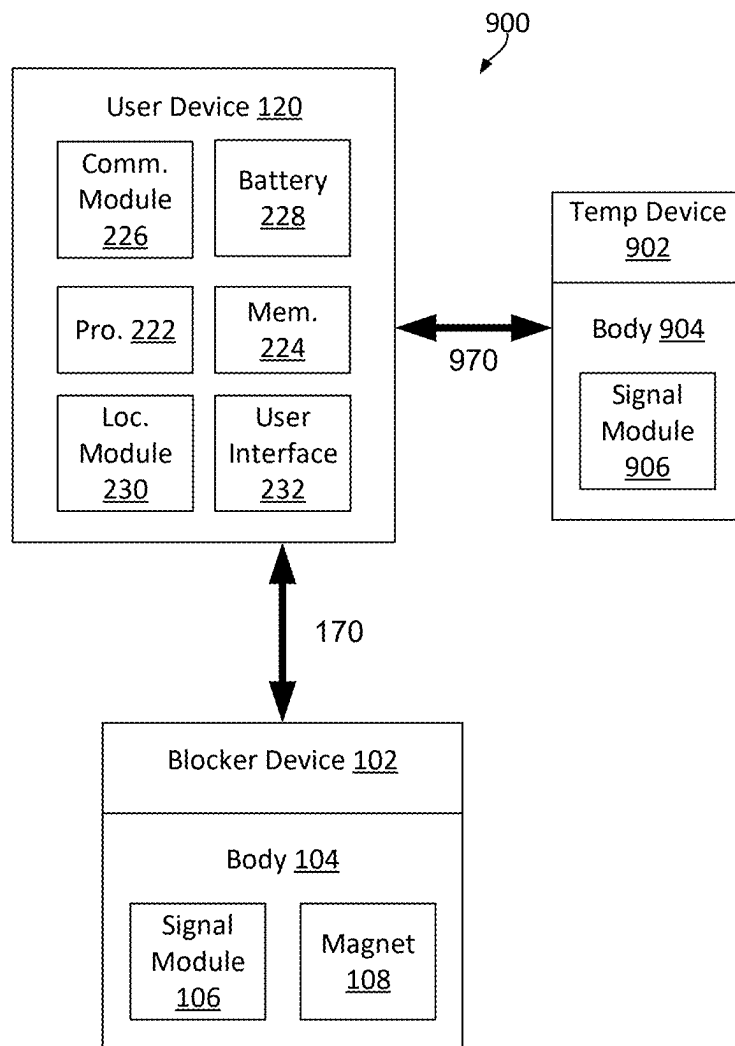 900
User Device 120
Comm.
Module
226
Battery
228
Pro. 222
Mem.
224
Loc.
Module
230
User
Interface
232
970
Temp Device
902
Body 904
Signal
Module
906
170
Blocker Device 102
Body 104
Signal
Module
106
Magnet
108